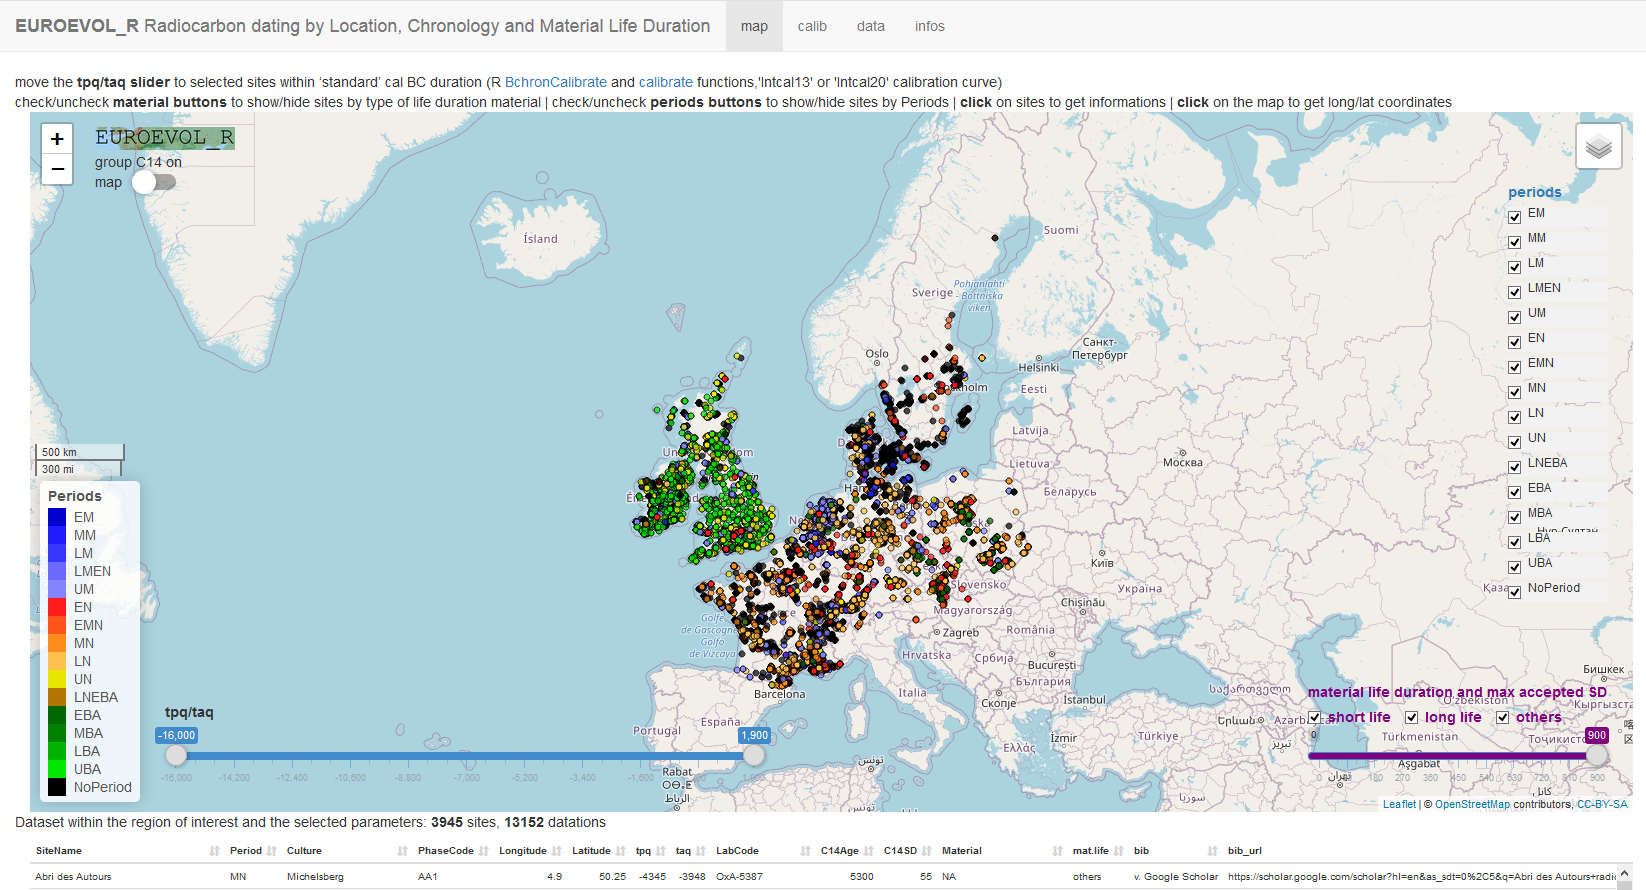 EUROEVOL_R Radiocarbon dating by Location, Chronology and Material Life Duration
map calib data infos
move the tpq/taq slider to selected sites within ‘standard’ cal BC duration (R BchronCalibrate and calibrate functions,'Intcal13' or 'Intcal20' calibration curve)
check/uncheck material buttons to show/hide sites by type of life duration material | check/uncheck periods buttons to show/hide sites by Periods | click on sites to get informations | click on the map to get long/lat coordinates
+
−
EUROEVOL_R
group C14 on
map
periods
EM
MM
LM
LMEN
UM
EN
EMN
MN
LN
UN
LNEBA
EBA
MBA
LBA
UBA
NoPeriod
Ísland
Suomi
Sverige
Pohjanlahti
- Bottniska
viken
Oslo
Санкт-
Петербург
Helsinki
Eesti
Latvija
Lietuva
Москва
Беларусь
Київ
Україна
Slovensko
Chișinău
Magyarország
Zagreb
România
Hrvatska
Србија
București
България
Italia
Скопје
İstanbul
Barcelona
Golfe
de Gascogne
Golfo
de Vizcaya
España
Portugal
İzmir
Ελλάς
Türkiye
საქართველო
Türkmenistan
Aşgabat
O'zbekiston
Бишкек
تونس
تهران
سوريا
Rabat
الرباط
500 km
300 mi
Periods
EM
MM
LM
LMEN
UM
EN
EMN
MN
LN
UN
LNEBA
EBA
MBA
LBA
UBA
NoPeriod
tpq/taq
-16,000 1,900
-16,000 -14,200 -12,400 -10,600 -8,800 -7,000 -5,200 -3,400 -1,600
material life duration and max accepted SD
short life long life others
0 900
0 180 270 360 450 540 630 720 900
Leaflet | © OpenStreetMap contributors, CC-BY-SA
Dataset within the region of interest and the selected parameters: 3945 sites, 13152 datations
SiteName Period Culture PhaseCode Longitude Latitude tpq taq LabCode C14Age C14SD Material mat.life bib bib_url
Abri des Autours MN Michelsberg AA1 4.9 50.25 -4345 -3948 OxA-5387 5300 55 NA others v. Google Scholar https://scholar.google.com/scholar?hl=en&as_sdt=0%2C5&q=Abri des Autours+radi